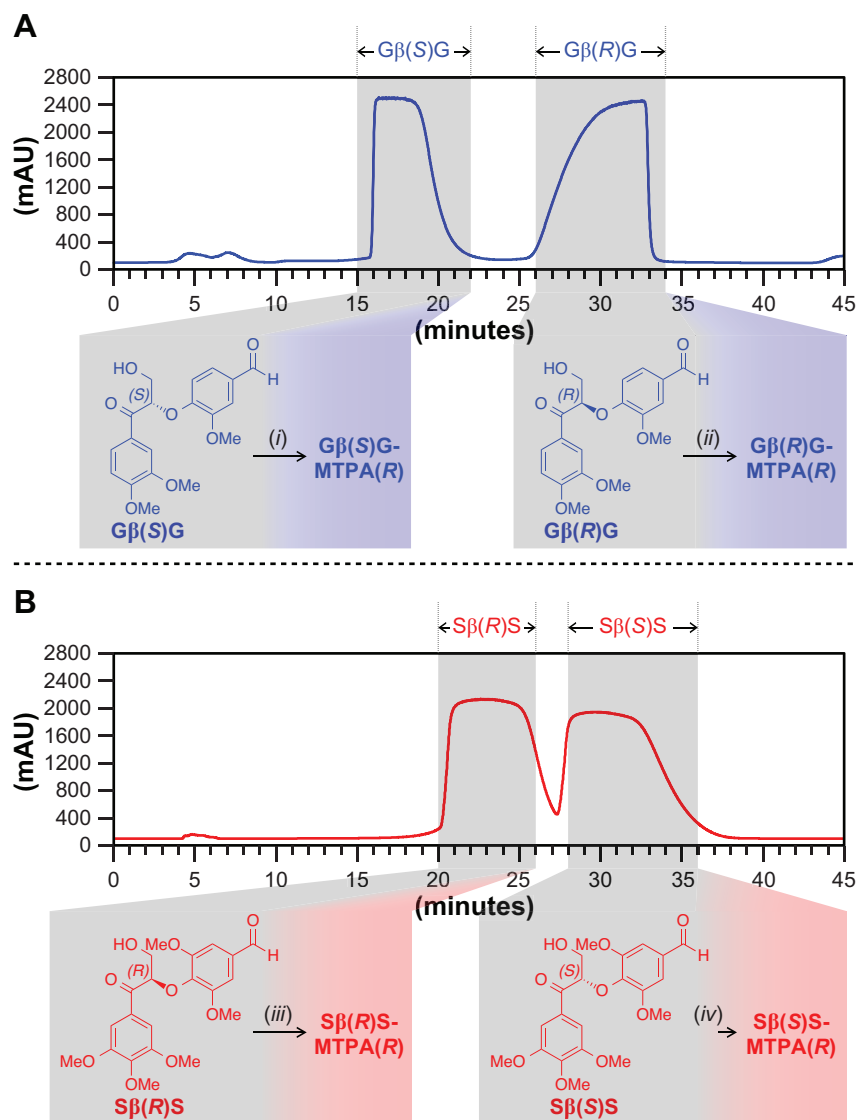 A
Gβ(S)G
Gβ(R)G
(mAU)
2800
2400
2000
1600
1200
800
400
0
0 5 10 15 20 25 30 35 40 45
(minutes)
HO
(S)
O
O
O
H
OMe
OMe
OMe
Gβ(S)G
(i)
Gβ(S)G-
MTPA(R)
HO
(R)
O
O
O
H
OMe
OMe
OMe
Gβ(R)G
(ii)
Gβ(R)G-
MTPA(R)
B
Sβ(R)S
Sβ(S)S
(mAU)
2800
2400
2000
1600
1200
800
400
0
0 5 10 15 20 25 30 35 40 45
(minutes)
HO
MeO
(R)
O
O
O
H
OMe
MeO
OMe
OMe
Sβ(R)S
(iii)
Sβ(R)S-
MTPA(R)
HO
MeO
(S)
O
O
O
H
OMe
MeO
OMe
OMe
Sβ(S)S
(iv)
Sβ(S)S-
MTPA(R)